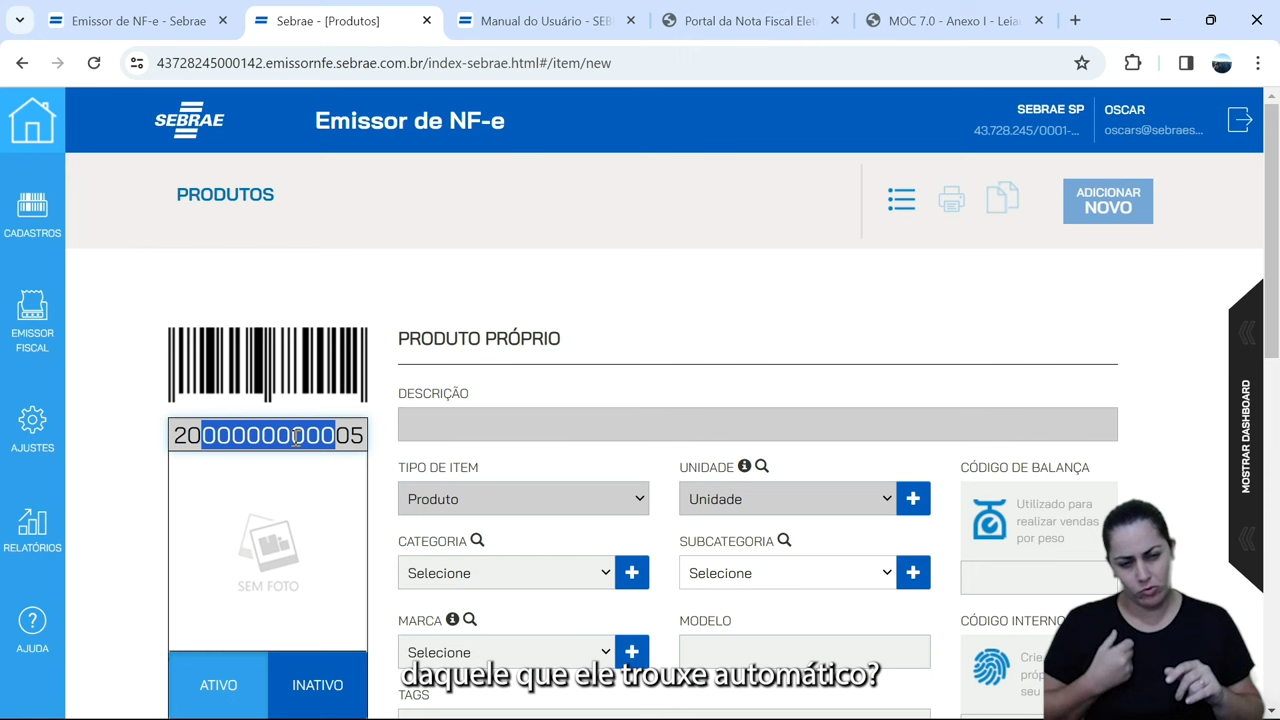 Emissor de NF-e - Sebrae
Sebrae - [Produtos]
Manual do Usuário - SEB
Portal da Nota Fiscal Elet
MOC 7.0 - Anexo I - Leia
43728245000142.emissornfe.sebrae.com.br/index-sebrae.html#/item/new
SEBRAE
Emissor de NF-e
SEBRAE SP
43.728.245/0001-...
OSCAR
oscars@sebraes...
PRODUTOS
ADICIONAR
NOVO
CADASTROS
EMISSOR
FISCAL
AJUSTES
RELATÓRIOS
AJUDA
PRODUTO PRÓPRIO
DESCRIÇÃO
2000000000005
SEM FOTO
ATIVO
INATIVO
TIPO DE ITEM
Produto
UNIDADE
Unidade
CÓDIGO DE BALANÇA
Utilizado para
realizar vendas
por peso
CATEGORIA
Selecione
SUBCATEGORIA
Selecione
MARCA
Selecione
MODELO
CÓDIGO INTERNO
Crie
próp
seu
TAGS
MOSTRAR DASHBOARD
daquele que ele trouxe automático?